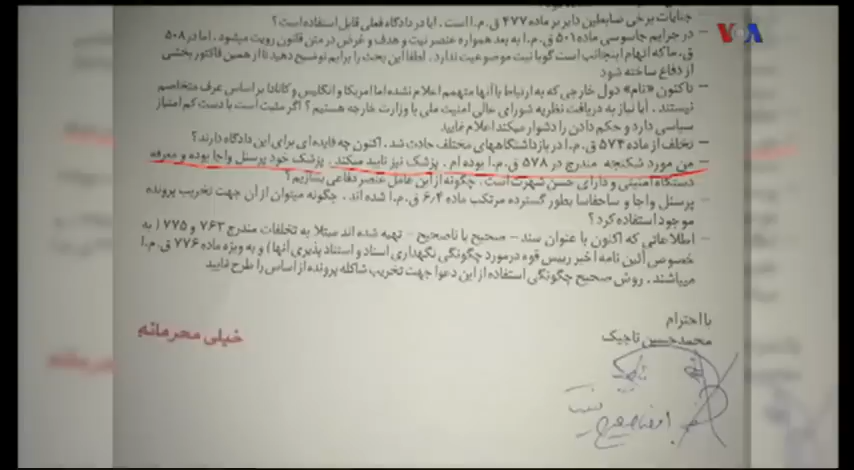 جنایات برخی ضابطین دایر بر ماده ۴۷۷ ق.م.ا است. ایا در دادگاه فعلی قابل استفاده است؟
VOA
– در جرایم جاسوسی ماده ۵۰۱ ق.م.ا به بعد همواره عنصر نیت و هدف و غرض در متن قانون رویت میشود. اما در ۵۰۸
ق.م.ا که اتهام اینجانب است گویا نیت موضوعیت ندارد. لطفا این بحث را برایم توضیح دهید تا از همین فاکتور بخشی
از دفاع ساخته شود
– تاکنون «نام» دول خارجی که به ارتباط با آنها متهمم اعلام نشده اما امریکا و انگلیس و کانادا بر اساس عرف متخاصم
نیستند. آیا نیاز به دریافت نظریه شورای عالی امنیت ملی یا وزارت خارجه هستیم؟ اگر مثبت است یا دست کم امتیاز
سیاسی دارد و حکم دادن را دشوار میکند اعلام نمایید
– تخلف از ماده ۵۷۴ ق.م.ا در بازداشتگاههای مختلف حادث شد. اکنون چه فایده ای برای این دادگاه دارند؟
– من مورد شکنجه مندرج در ۵۷۸ ق.م.ا بوده ام. پزشک نیز تایید میکند. پزشک خود پرسنل واجا بوده و معرفه
دستگاه امنیتی و دارای حسن شهرت است. چگونه از این عامل عنصر دفاعی بسازیم؟
– پرسنل واجا و ساحفاسا بطور گسترده مرتکب ماده ۶۰۴ ق.م.ا شده اند. چگونه میتوان از آن جهت تخریب پرونده
موجود استفاده کرد؟
– اطلاعاتی که اکنون با عنوان سند – صحیح یا ناصحیح – تهیه شده اند مبتلا به تخلفات مندرج ۷۶۳ و ۷۷۵ ( به
خصوص آئین نامه اخیر رییس قوه درمورد چگونگی نگهداری اسناد و استناد پذیری آنها) و به ویژه ماده ۷۷۶ ق.م.ا
میباشند. روش صحیح چگونگی استفاده از این دعوا جهت تخریب شاکله پرونده از اساس را طرح نمایید
با احترام
محمدحسین تاجیک
خیلی محرمانه